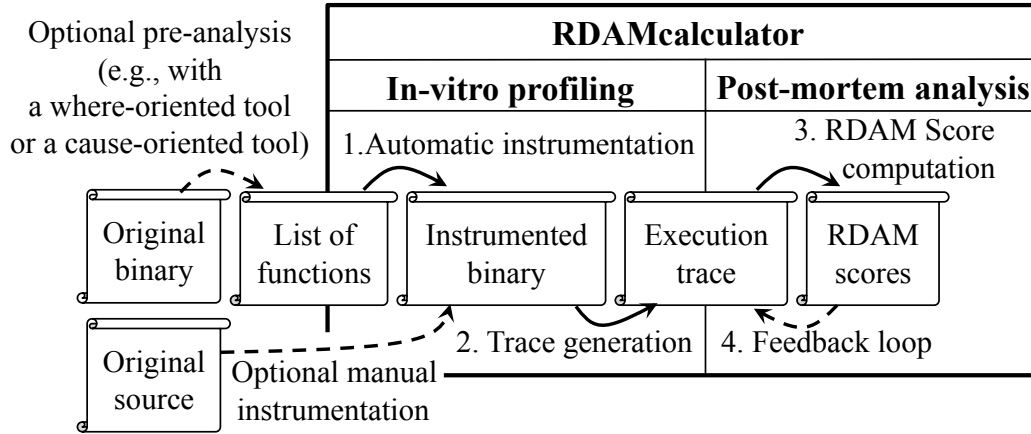 Optional pre-analysis
(e.g., with
a where-oriented tool
or a cause-oriented tool)
RDAMcalculator
In-vitro profiling
Post-mortem analysis
1.Automatic instrumentation
3. RDAM Score
computation
Original
binary
List of
functions
Instrumented
binary
Execution
trace
RDAM
scores
Original
source
Optional manual
instrumentation
2. Trace generation
4. Feedback loop